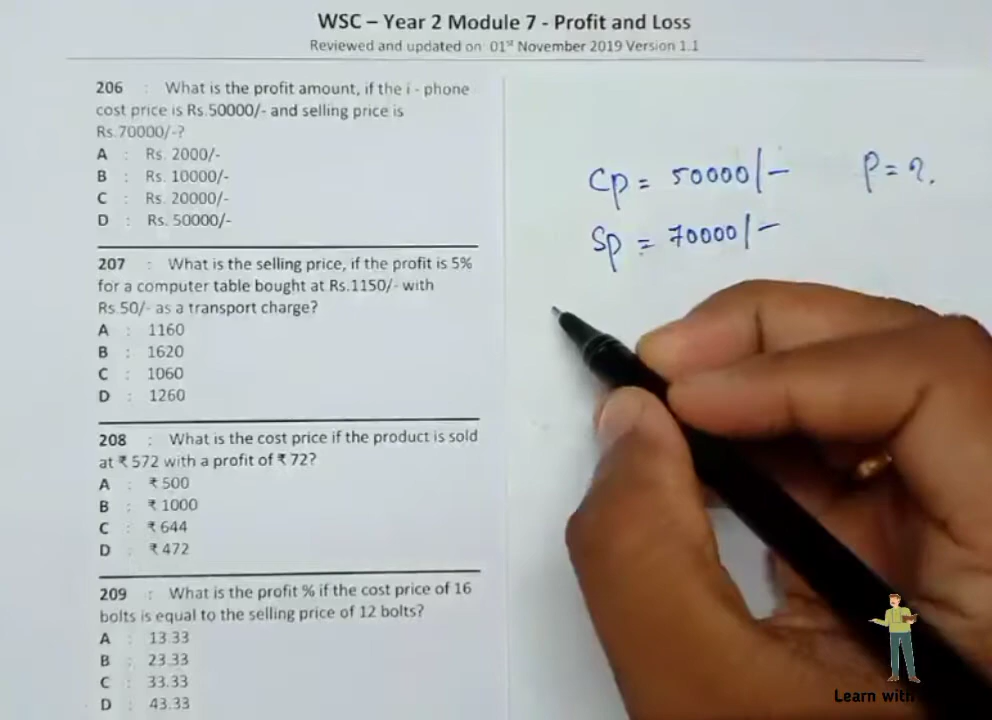 WSC – Year 2 Module 7 - Profit and Loss
Reviewed and updated on 01st November 2019 Version 1.1
206 : What is the profit amount, if the i - phone
cost price is Rs.50000/- and selling price is
Rs.70000/-?
A : Rs. 2000/-
B : Rs. 10000/-
C : Rs. 20000/-
D : Rs. 50000/-
207 : What is the selling price, if the profit is 5%
for a computer table bought at Rs.1150/- with
Rs.50/- as a transport charge?
A : 1160
B : 1620
C : 1060
D : 1260
208 : What is the cost price if the product is sold
at ₹ 572 with a profit of ₹ 72?
A : ₹ 500
B : ₹ 1000
C : ₹ 644
D : ₹ 472
209 : What is the profit % if the cost price of 16
bolts is equal to the selling price of 12 bolts?
A : 13.33
B : 23.33
C : 33.33
D : 43.33
Cp = 50000/- P = ?.
Sp = 70000/-
Learn with